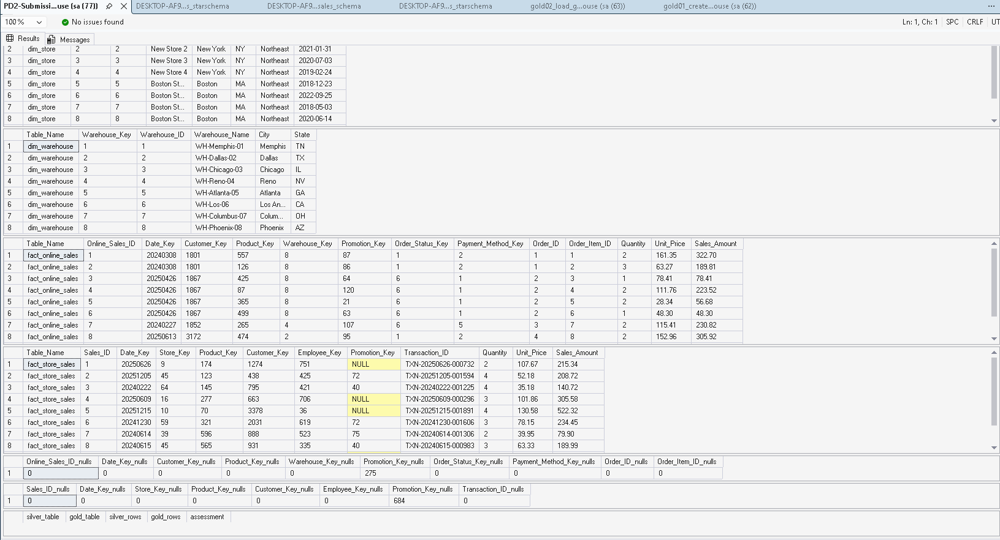 PD2-Submissi...use (sa (77)) DESKTOP-AF9...s_starschema DESKTOP-AF9...sales_schema DESKTOP-AF9...s_starschema gold02_load_g...ouse (sa (63)) gold01_create...ouse (sa (62))
100 % No issues found Ln: 1, Ch: 1 SPC CRLF UT
Results Messages
2 dim_store 2 2 New Store 2 New York NY Northeast 2021-01-31
3 dim_store 3 3 New Store 3 New York NY Northeast 2020-07-03
4 dim_store 4 4 New Store 4 New York NY Northeast 2019-02-24
5 dim_store 5 5 Boston St... Boston MA Northeast 2018-12-23
6 dim_store 6 6 Boston St... Boston MA Northeast 2022-09-25
7 dim_store 7 7 Boston St... Boston MA Northeast 2018-05-03
8 dim_store 8 8 Boston St... Boston MA Northeast 2020-06-14
Table_Name Warehouse_Key Warehouse_ID Warehouse_Name City State
1 dim_warehouse 1 1 WH-Memphis-01 Memphis TN
2 dim_warehouse 2 2 WH-Dallas-02 Dallas TX
3 dim_warehouse 3 3 WH-Chicago-03 Chicago IL
4 dim_warehouse 4 4 WH-Reno-04 Reno NV
5 dim_warehouse 5 5 WH-Atlanta-05 Atlanta GA
6 dim_warehouse 6 6 WH-Los-06 Los An... CA
7 dim_warehouse 7 7 WH-Columbus-07 Colum... OH
8 dim_warehouse 8 8 WH-Phoenix-08 Phoenix AZ
Table_Name Online_Sales_ID Date_Key Customer_Key Product_Key Warehouse_Key Promotion_Key Order_Status_Key Payment_Method_Key Order_ID Order_Item_ID Quantity Unit_Price Sales_Amount
1 fact_online_sales 1 20240308 1801 557 8 87 1 2 1 1 2 161.35 322.70
2 fact_online_sales 2 20240308 1801 126 8 86 1 2 1 2 3 63.27 189.81
3 fact_online_sales 3 20250426 1867 425 8 64 6 1 2 3 1 78.41 78.41
4 fact_online_sales 4 20250426 1867 87 8 120 6 1 2 4 2 111.76 223.52
5 fact_online_sales 5 20250426 1867 365 8 21 6 1 2 5 2 28.34 56.68
6 fact_online_sales 6 20250426 1867 499 8 63 6 1 2 6 1 48.30 48.30
7 fact_online_sales 7 20240227 1852 265 4 107 6 5 3 7 2 115.41 230.82
8 fact_online_sales 8 20250613 3172 474 2 95 1 2 4 8 2 152.96 305.92
Table_Name Sales_ID Date_Key Store_Key Product_Key Customer_Key Employee_Key Promotion_Key Transaction_ID Quantity Unit_Price Sales_Amount
1 fact_store_sales 1 20250626 9 174 1274 751 NULL TXN-20250626-000732 2 107.67 215.34
2 fact_store_sales 2 20251205 45 123 438 425 72 TXN-20251205-001594 4 52.18 208.72
3 fact_store_sales 3 20240222 64 145 795 421 40 TXN-20240222-001225 4 35.18 140.72
4 fact_store_sales 4 20250609 16 277 663 706 NULL TXN-20250609-000296 3 101.86 305.58
5 fact_store_sales 5 20251215 10 70 3378 36 NULL TXN-20251215-001891 4 130.58 522.32
6 fact_store_sales 6 20241230 59 321 2031 619 72 TXN-20241230-001606 3 78.15 234.45
7 fact_store_sales 7 20240614 39 596 888 523 75 TXN-20240614-001306 2 39.95 79.90
8 fact_store_sales 8 20240615 45 565 931 335 40 TXN-20240615-000983 3 63.33 189.99
Online_Sales_ID_nulls Date_Key_nulls Customer_Key_nulls Product_Key_nulls Warehouse_Key_nulls Promotion_Key_nulls Order_Status_Key_nulls Payment_Method_Key_nulls Order_ID_nulls Order_Item_ID_nulls
1 0 0 0 0 0 275 0 0 0 0
Sales_ID_nulls Date_Key_nulls Store_Key_nulls Product_Key_nulls Customer_Key_nulls Employee_Key_nulls Promotion_Key_nulls Transaction_ID_nulls
1 0 0 0 0 0 0 684 0
silver_table gold_table silver_rows gold_rows assessment